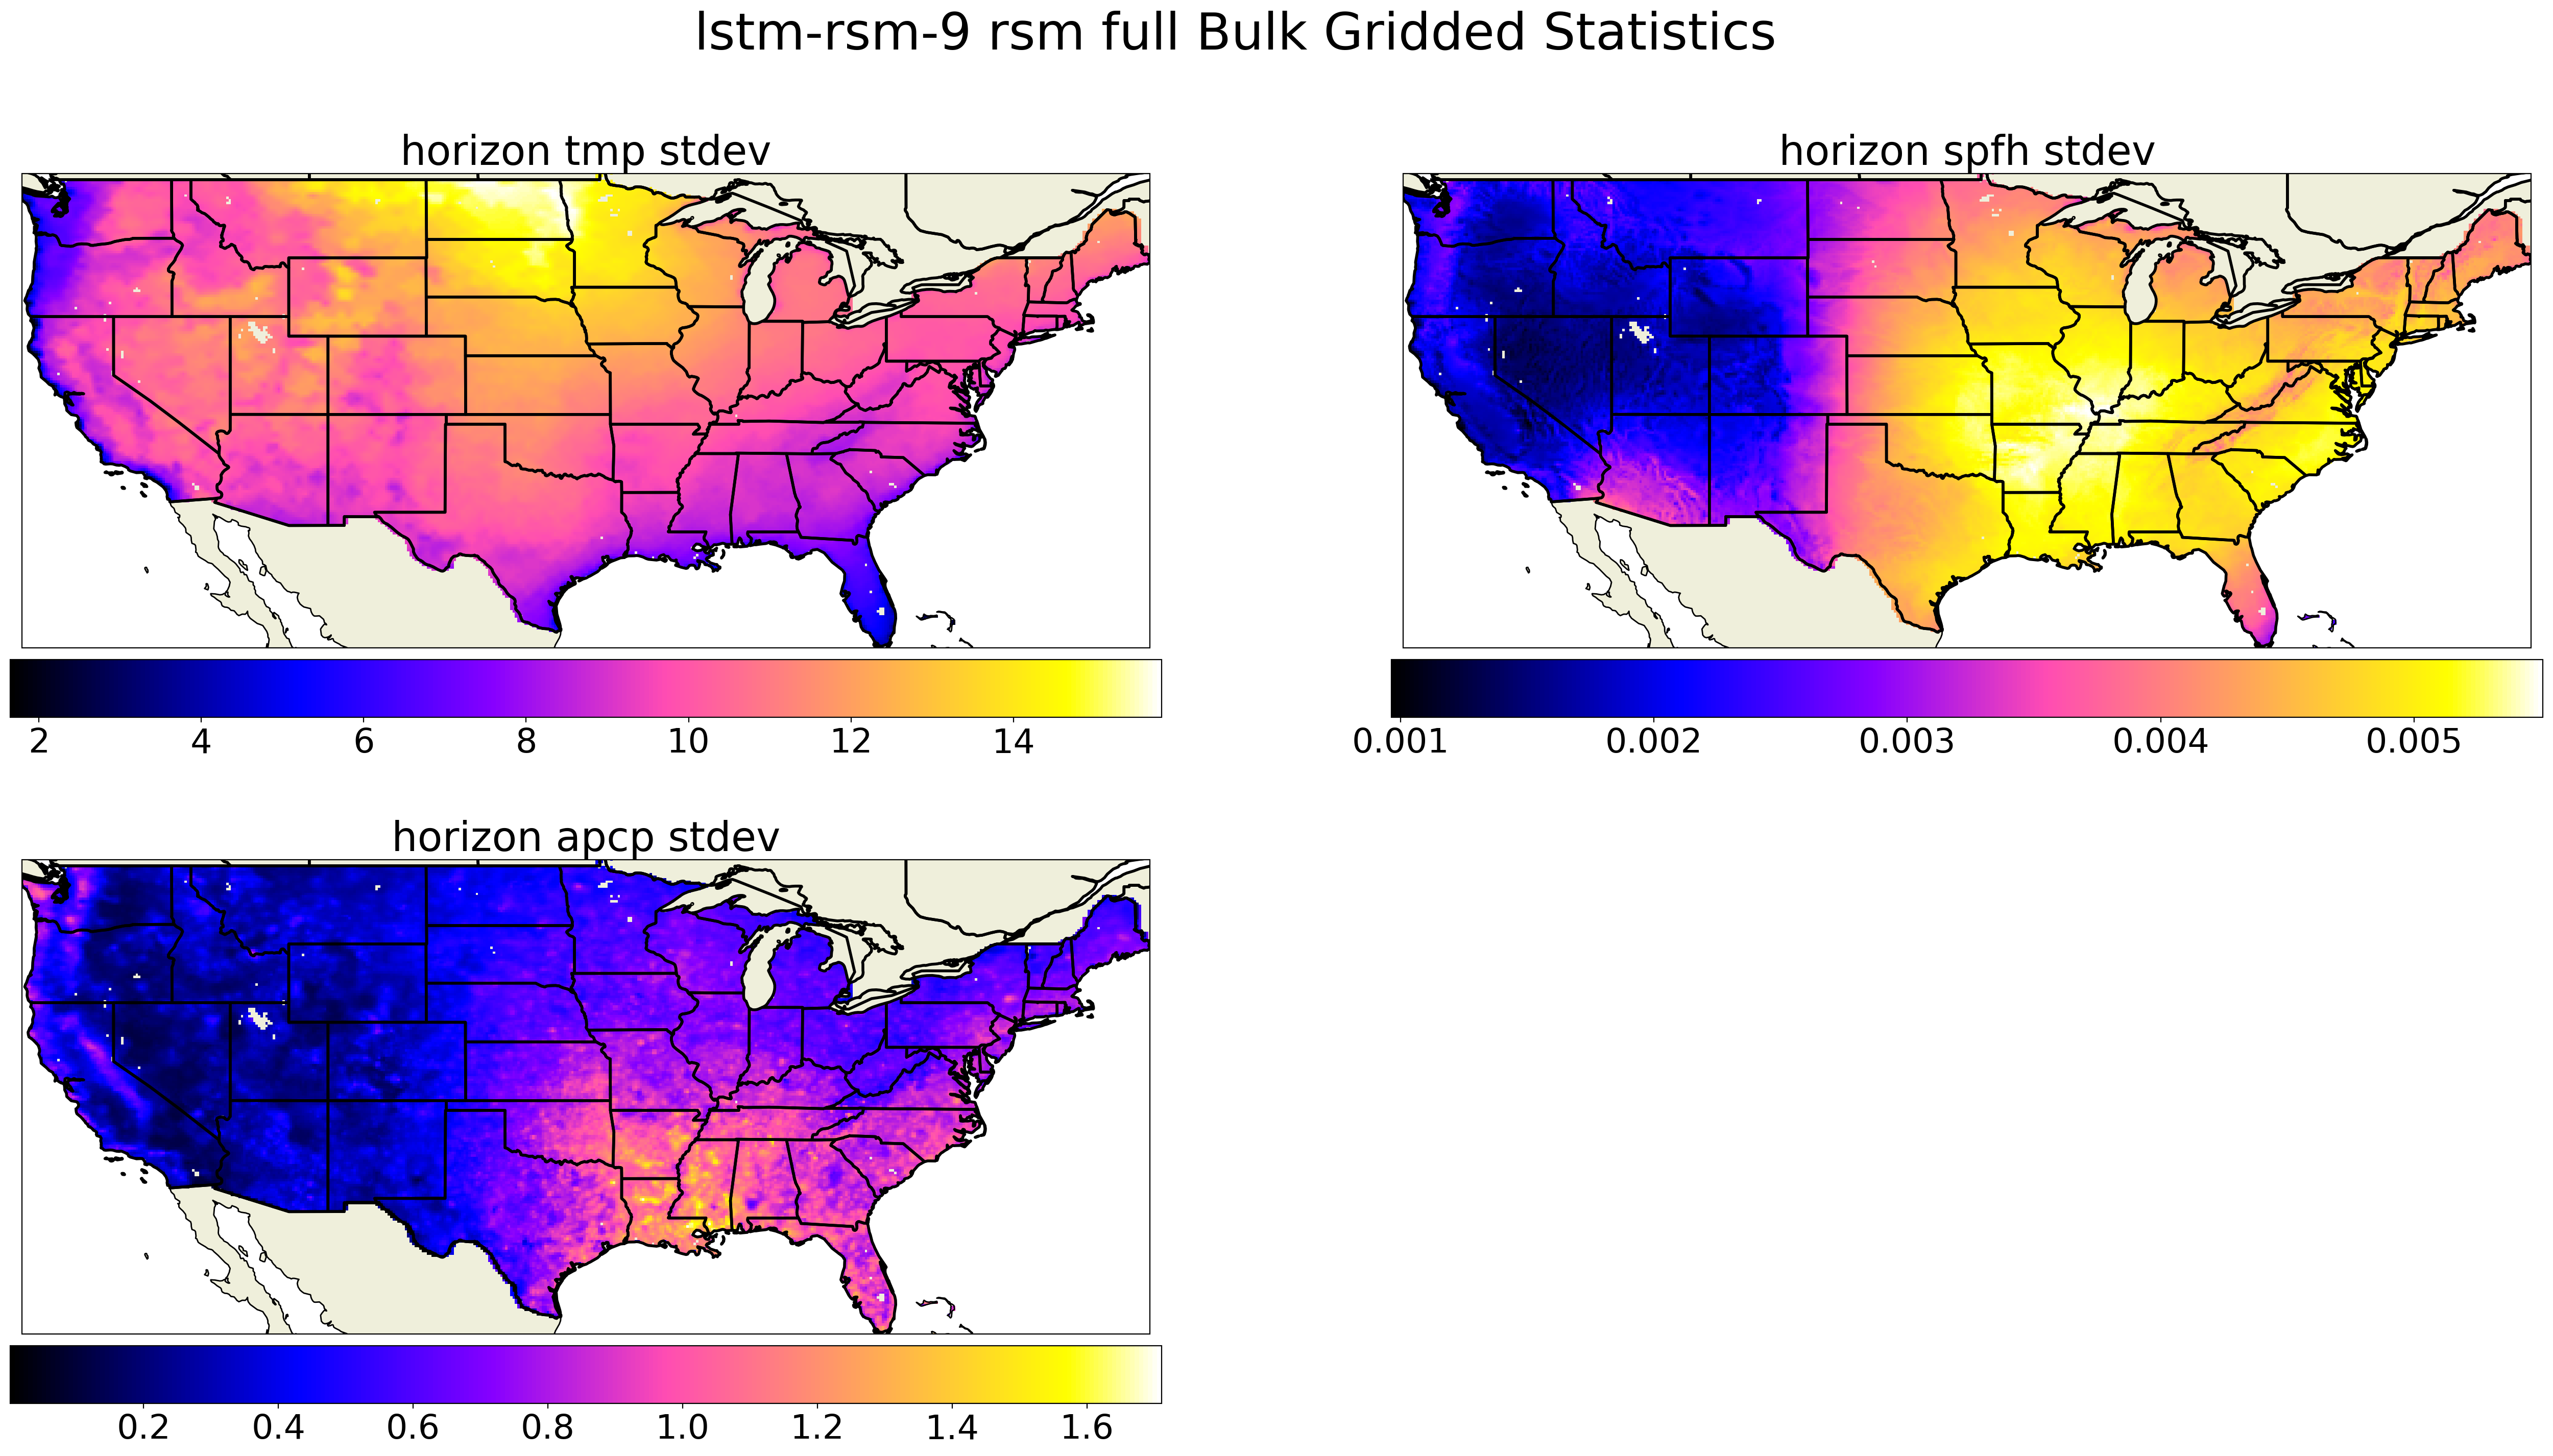 lstm-rsm-9 rsm full Bulk Gridded Statistics
horizon tmp stdev
horizon spfh stdev
2 4 6 8 10 12 14
0.001 0.002 0.003 0.004 0.005
horizon apcp stdev
0.2 0.4 0.6 0.8 1.0 1.2 1.4 1.6